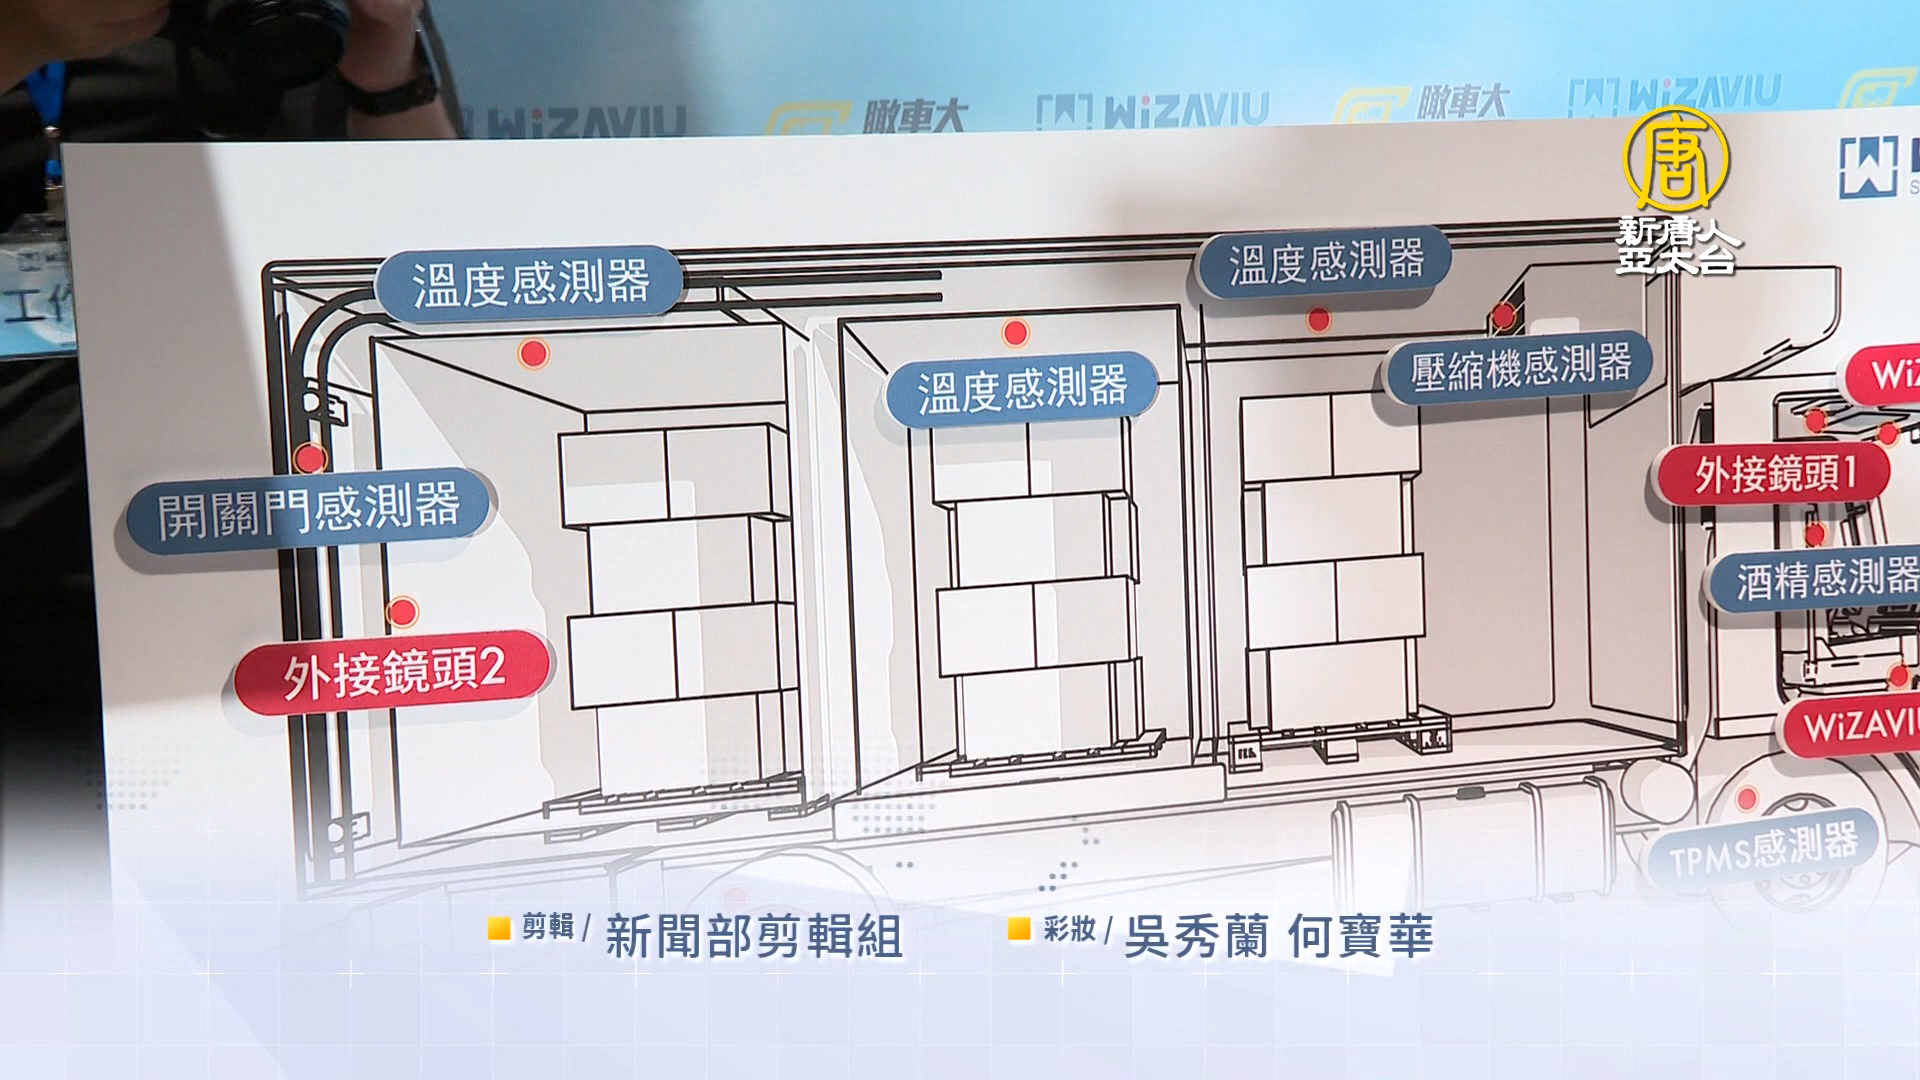 WiZAVIU 瞰車大 WiZAVIU 瞰車大 WiZAVIU
唐
新唐人
亞太台
工作
溫度感測器
溫度感測器
溫度感測器
壓縮機感測器
外接鏡頭1
開關門感測器
酒精感測器
外接鏡頭2
TPMS感測器
剪輯/ 新聞部剪輯組
彩妝/ 吳秀蘭 何寶華